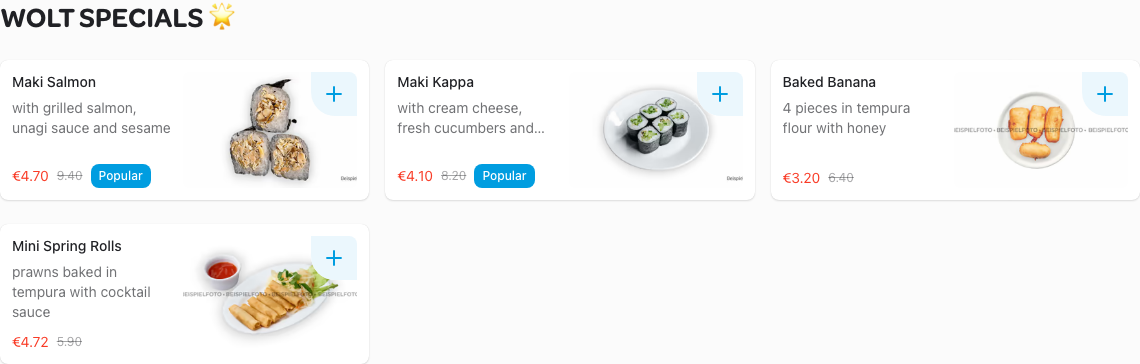 WOLT SPECIALS 🌟
Maki Salmon
with grilled salmon,
unagi sauce and sesame
€4.70 9.40 Popular
Beispiel
Maki Kappa
with cream cheese,
fresh cucumbers and...
€4.10 8.20 Popular
Beispiel
Baked Banana
4 pieces in tempura
flour with honey
€3.20 6.40
IEISPIELFOTO • BEISPIELFOTO • BEISPIELFOTO
Mini Spring Rolls
prawns baked in
tempura with cocktail
sauce
€4.72 5.90
IEISPIELFOTO • BEISPIELFOTO • BEISPIELFOTO